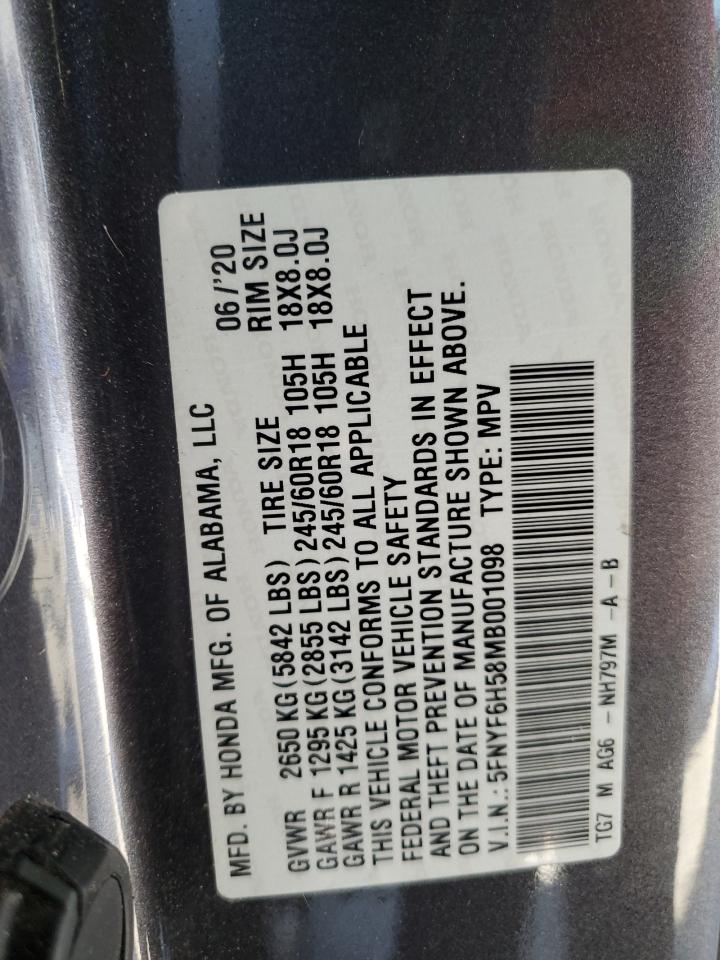 MFD. BY HONDA MFG. OF ALABAMA, LLC 06/'20
GVWR 2650 KG (5842 LBS) TIRE SIZE RIM SIZE
GAWR F 1295 KG (2855 LBS) 245/60R18 105H 18X8.0J
GAWR R 1425 KG (3142 LBS) 245/60R18 105H 18X8.0J
THIS VEHICLE CONFORMS TO ALL APPLICABLE
FEDERAL MOTOR VEHICLE SAFETY
AND THEFT PREVENTION STANDARDS IN EFFECT
ON THE DATE OF MANUFACTURE SHOWN ABOVE.
V.I.N.: 5FNYF6H58MB001098 TYPE: MPV
TG7 M AG6 - NH797M -A -B